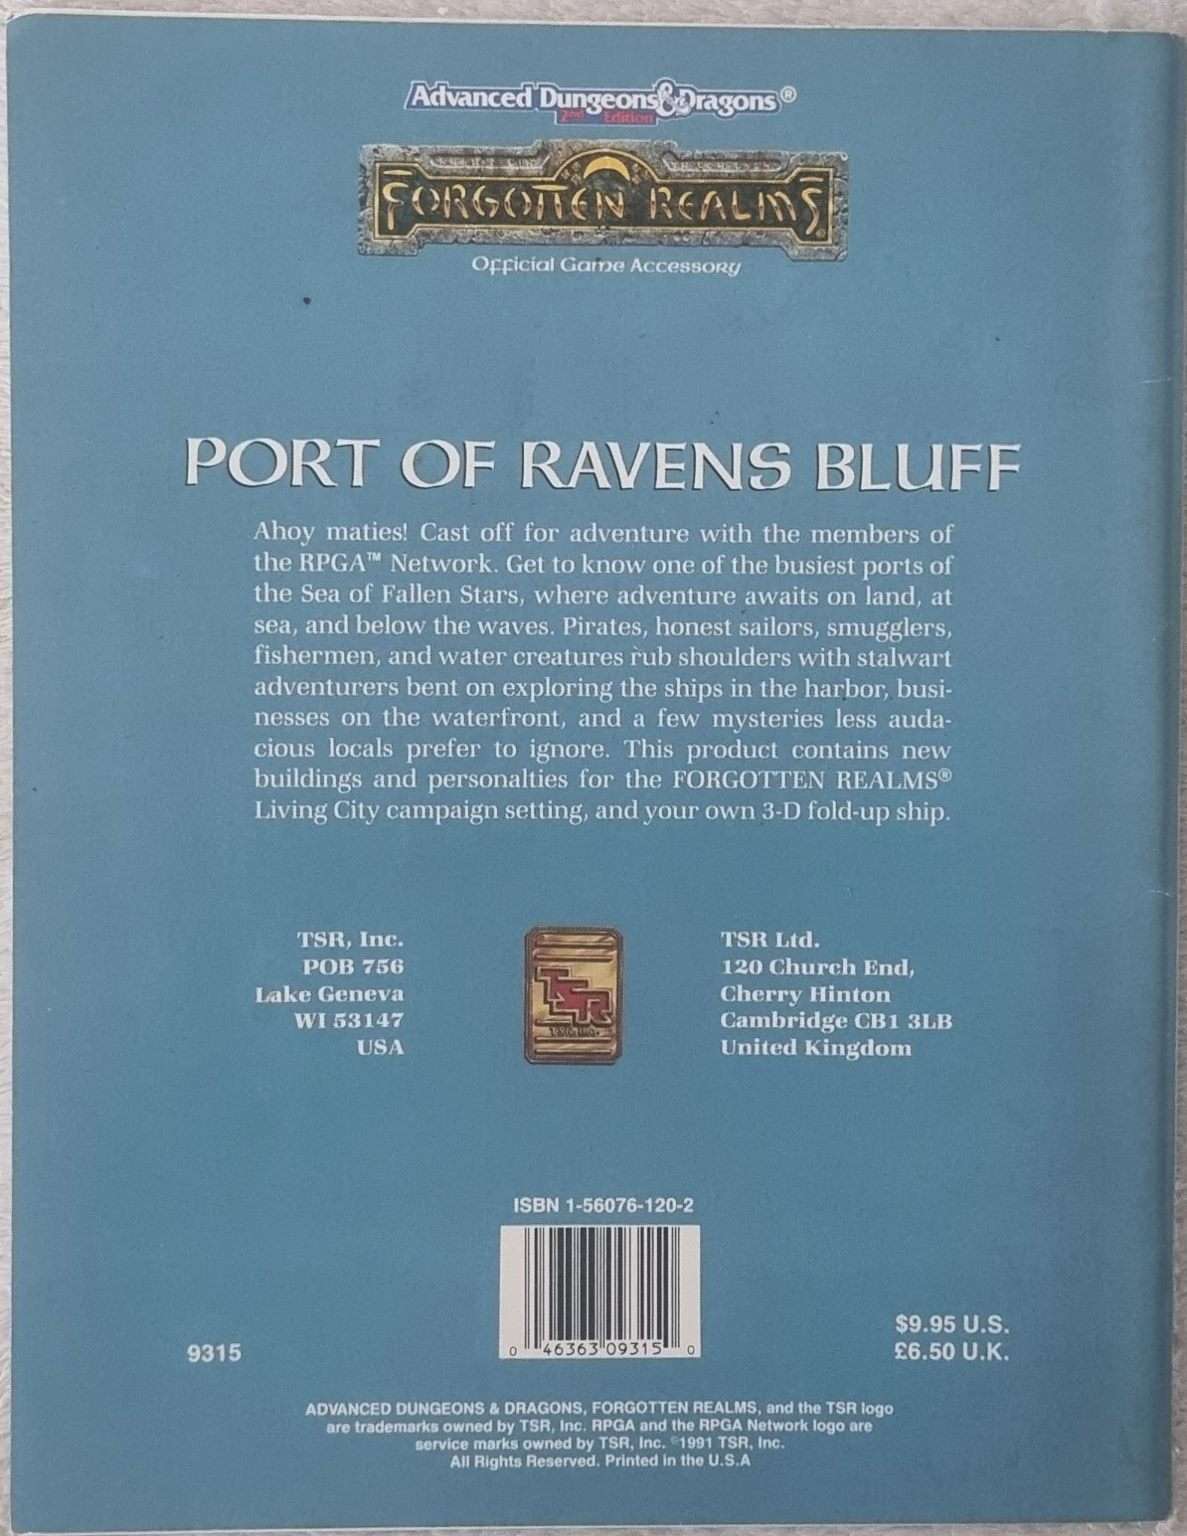 Advanced Dungeons & Dragons®
2nd Edition
FORGOTTEN REALMS
Official Game Accessory
PORT OF RAVENS BLUFF
Ahoy maties! Cast off for adventure with the members of
the RPGA™ Network. Get to know one of the busiest ports of
the Sea of Fallen Stars, where adventure awaits on land, at
sea, and below the waves. Pirates, honest sailors, smugglers,
fishermen, and water creatures rub shoulders with stalwart
adventurers bent on exploring the ships in the harbor, busi-
nesses on the waterfront, and a few mysteries less auda-
cious locals prefer to ignore. This product contains new
buildings and personalties for the FORGOTTEN REALMS®
Living City campaign setting, and your own 3-D fold-up ship.
TSR, Inc.
POB 756
Lake Geneva
WI 53147
USA
TSR
TSR Ltd.
120 Church End,
Cherry Hinton
Cambridge CB1 3LB
United Kingdom
ISBN 1-56076-120-2
0 46363 09315 0
9315
$9.95 U.S.
£6.50 U.K.
ADVANCED DUNGEONS & DRAGONS, FORGOTTEN REALMS, and the TSR logo
are trademarks owned by TSR, Inc. RPGA and the RPGA Network logo are
service marks owned by TSR, Inc. ©1991 TSR, Inc.
All Rights Reserved. Printed in the U.S.A